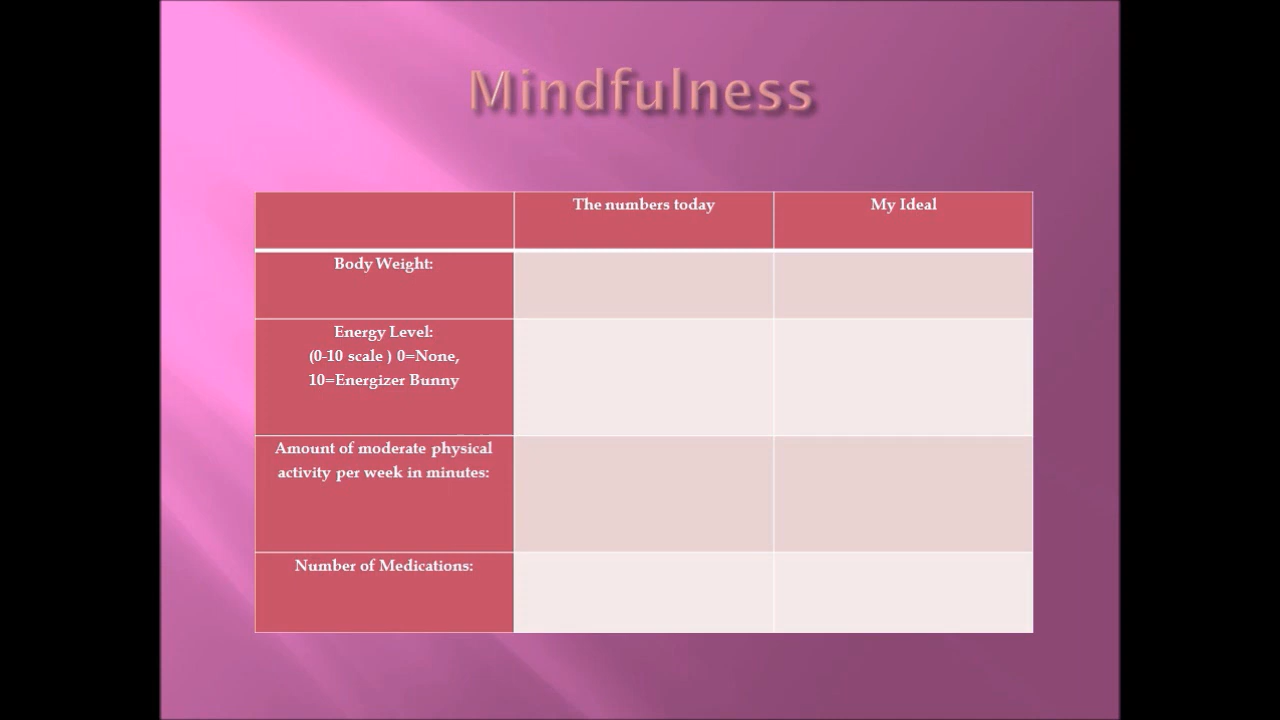 Mindfulness
The numbers today
My Ideal
Body Weight:
Energy Level:
(0-10 scale ) 0=None,
10=Energizer Bunny
Amount of moderate physical
activity per week in minutes:
Number of Medications: